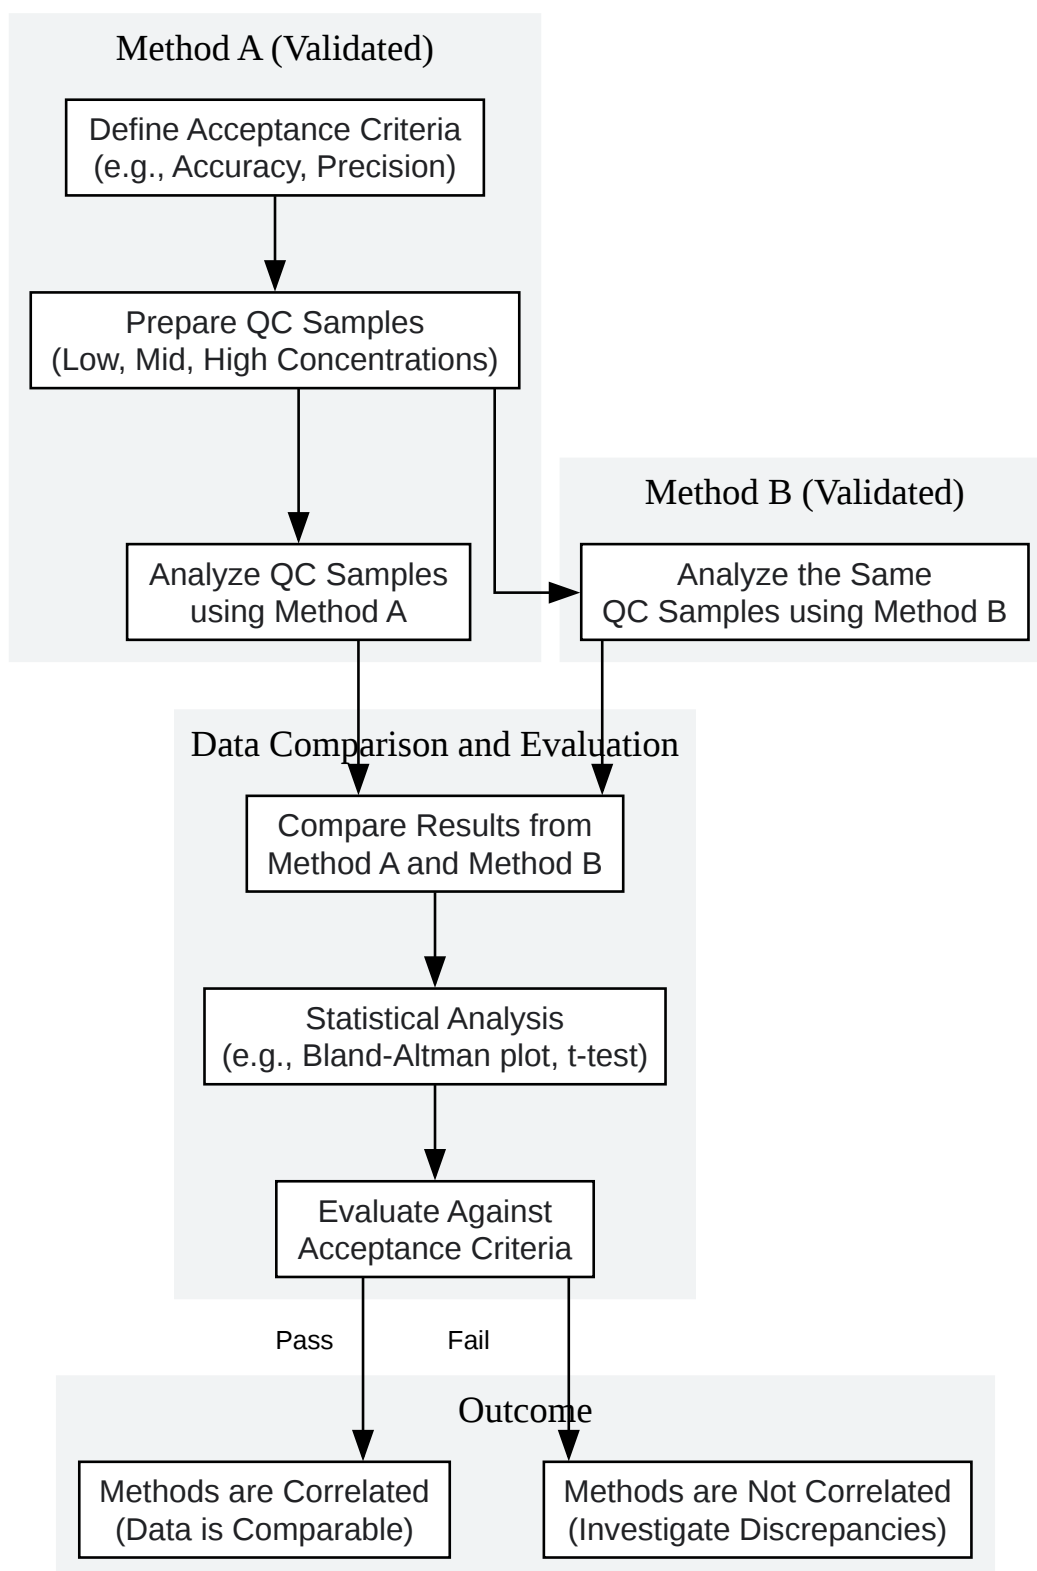 Method A (Validated)
Define Acceptance Criteria
(e.g., Accuracy, Precision)
Prepare QC Samples
(Low, Mid, High Concentrations)
Method B (Validated)
Analyze QC Samples
using Method A
Analyze the Same
QC Samples using Method B
Data Comparison and Evaluation
Compare Results from
Method A and Method B
Statistical Analysis
(e.g., Bland-Altman plot, t-test)
Evaluate Against
Acceptance Criteria
Pass
Fail
Outcome
Methods are Correlated
(Data is Comparable)
Methods are Not Correlated
(Investigate Discrepancies)